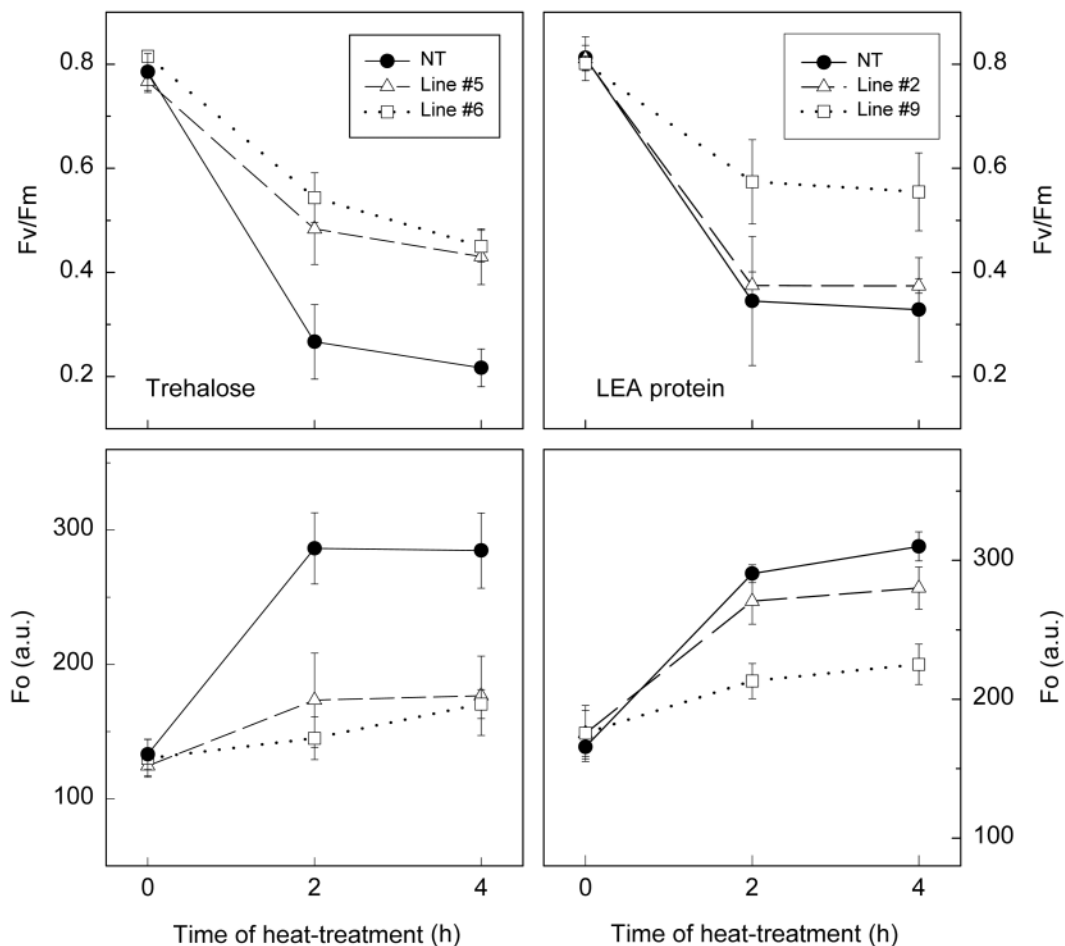 Fv/Fm
0.8
0.6
0.4
0.2
NT
Line #5
Line #6
Trehalose
NT
Line #2
Line #9
LEA protein
0.8
0.6
0.4
0.2
Fv/Fm
Fo (a.u.)
300
200
100
0 2 4
Time of heat-treatment (h)
300
200
100
Fo (a.u.)
0 2 4
Time of heat-treatment (h)